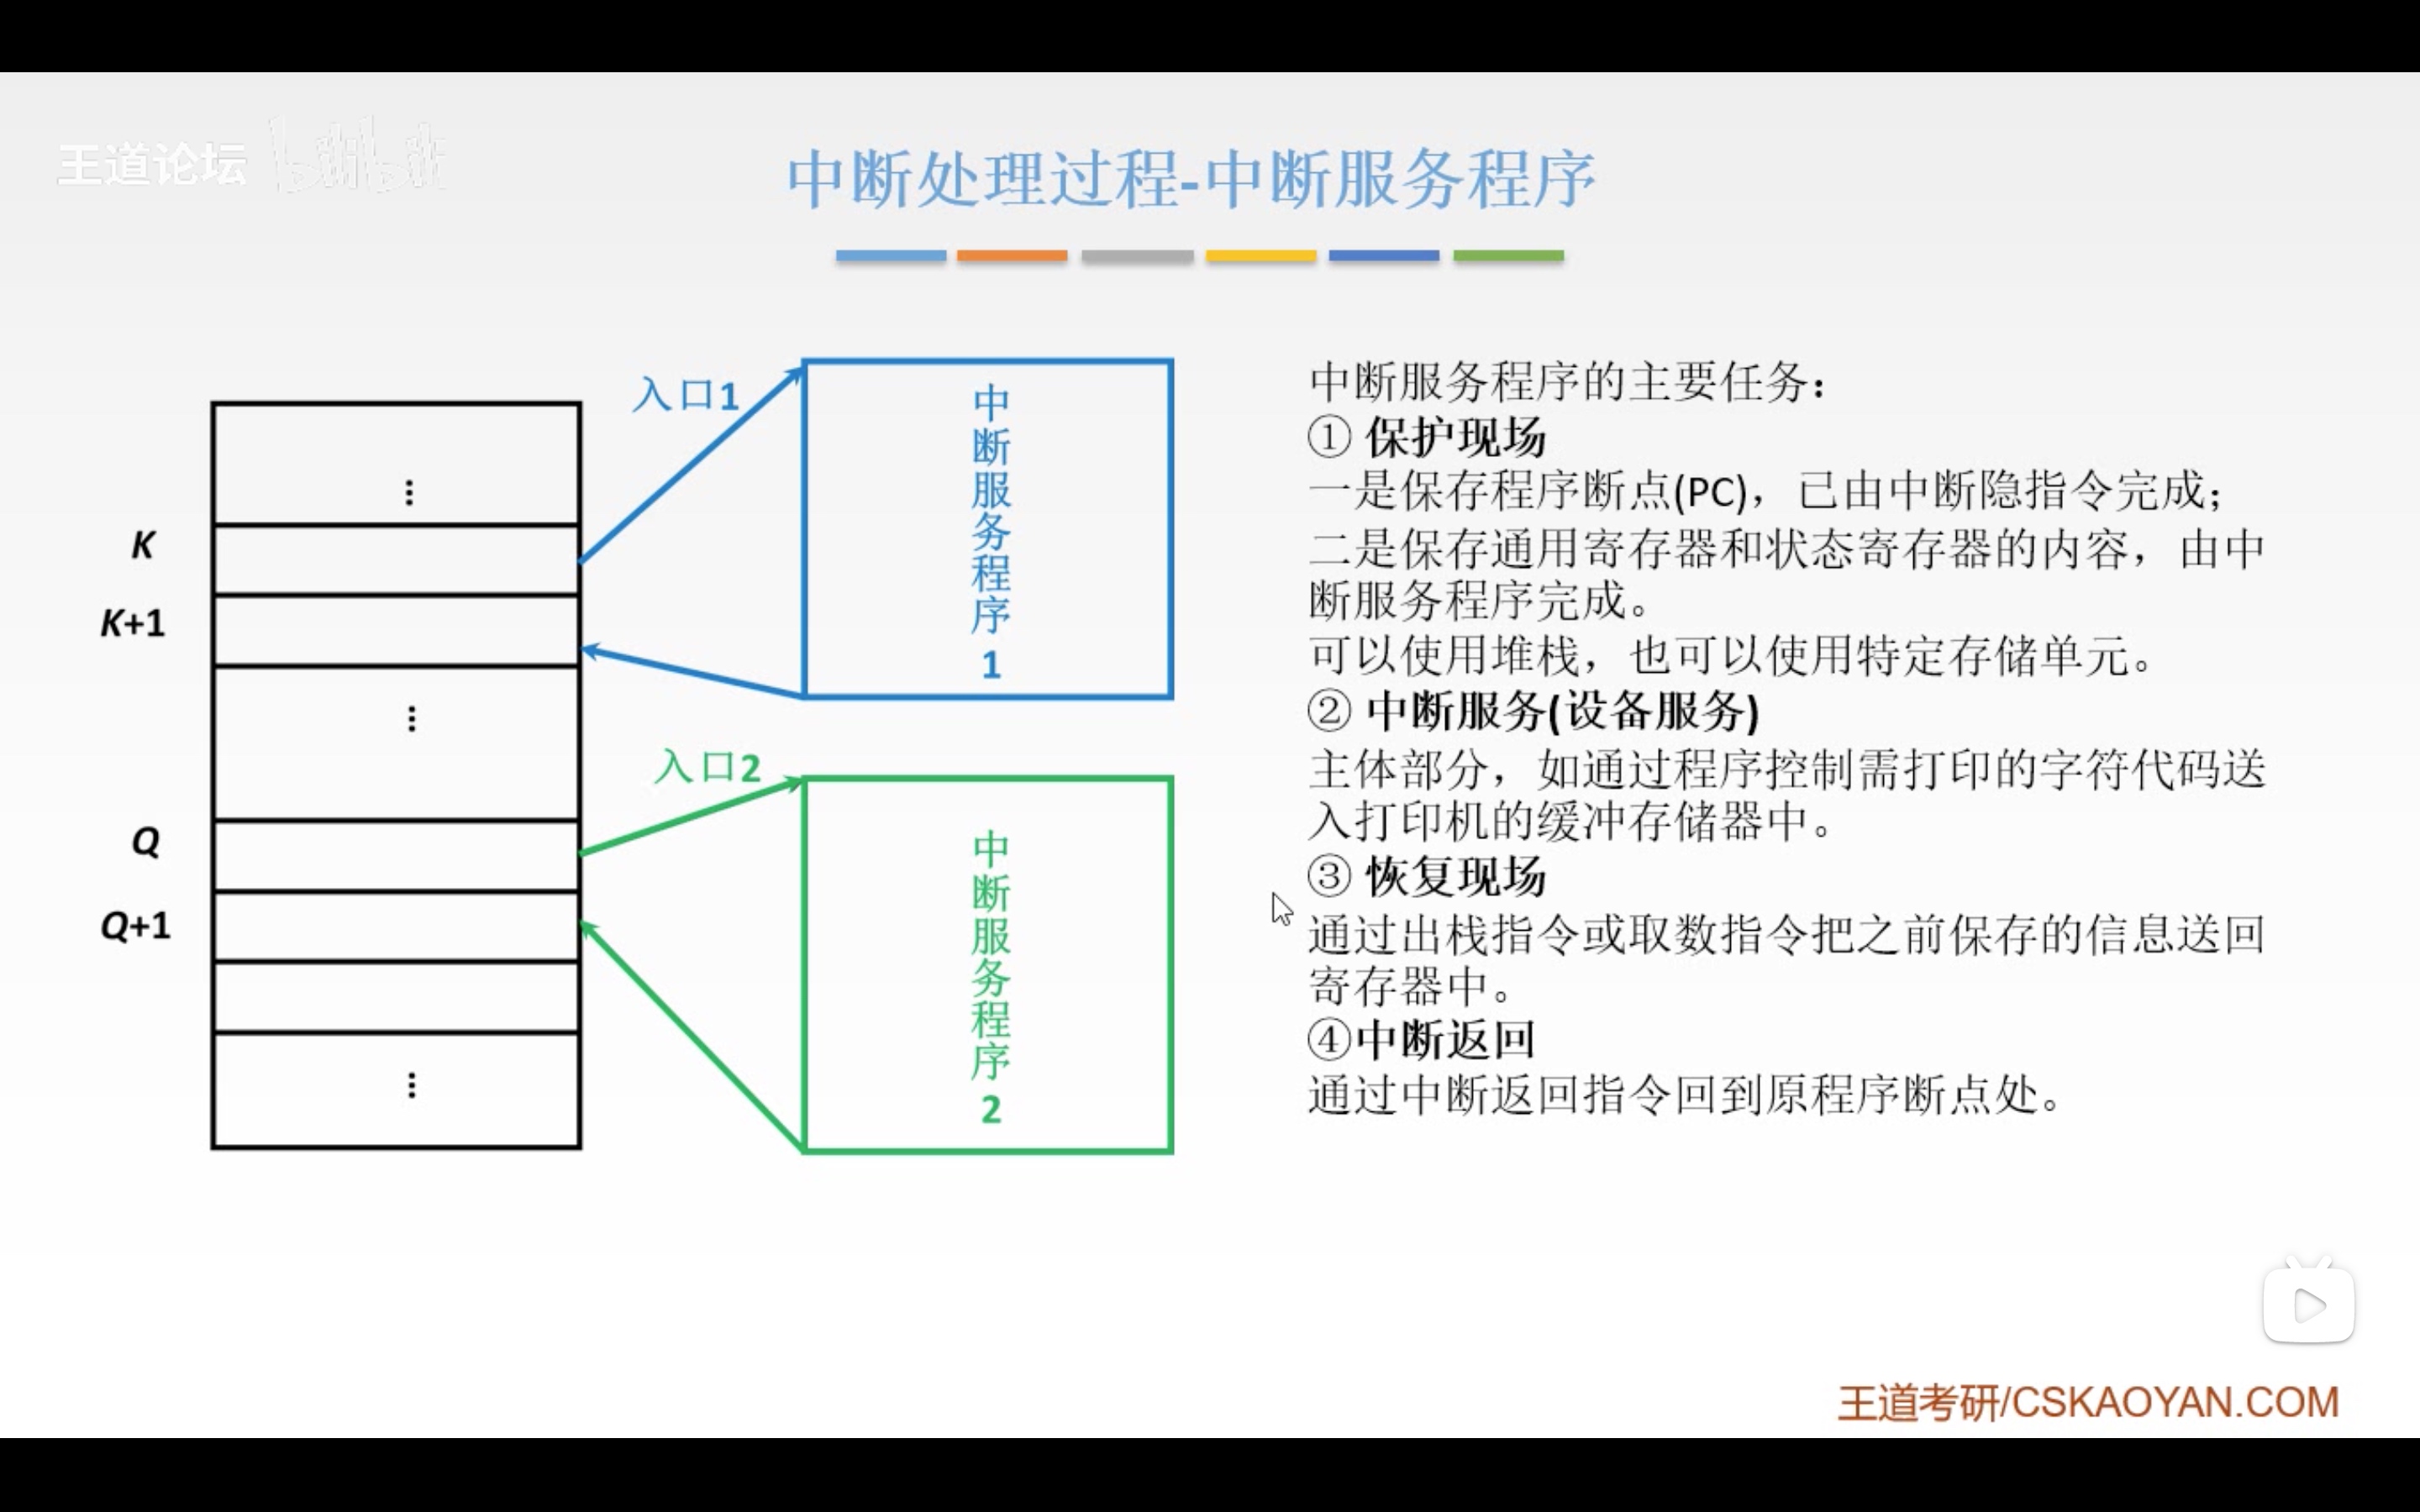 王道论坛 bilibili
中断处理过程-中断服务程序
⋮
K
K+1
⋮
Q
Q+1
⋮
入口1
中断服务程序1
入口2
中断服务程序2
中断服务程序的主要任务：
① 保护现场
一是保存程序断点(PC)，已由中断隐指令完成；
二是保存通用寄存器和状态寄存器的内容，由中
断服务程序完成。
可以使用堆栈，也可以使用特定存储单元。
② 中断服务(设备服务)
主体部分，如通过程序控制需打印的字符代码送
入打印机的缓冲存储器中。
③ 恢复现场
通过出栈指令或取数指令把之前保存的信息送回
寄存器中。
④中断返回
通过中断返回指令回到原程序断点处。
王道考研/CSKAOYAN.COM